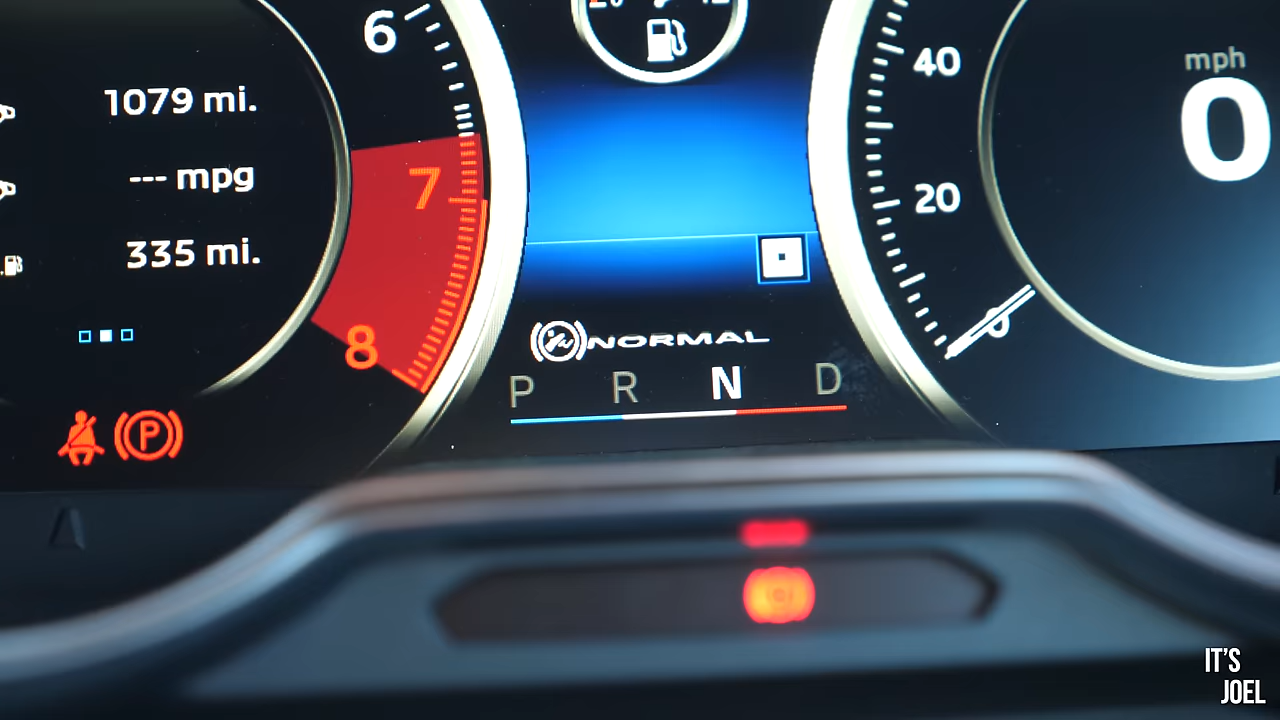 1079 mi.
--- mpg
335 mi.
6
7
8
NORMAL
P R N D
40
20
mph
0
P
IT'S
JOEL